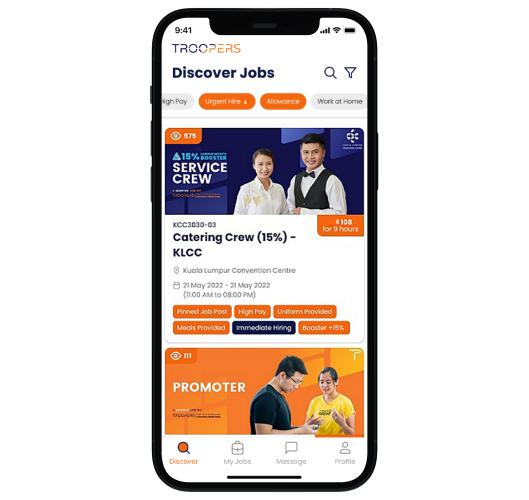 9:41
TROOPERS
Discover Jobs
High Pay
Urgent Hire
Allowance
Work at Home
575
15%
BOOSTER
SERVICE
CREW
$108
for 9 hours
KCC3030-03
Catering Crew (15%) -
KLCC
Kuala Lumpur Convention Centre
21 May 2022 - 21 May 2022
(11:00 AM to 08:00 PM)
Pinned Job Post
High Pay
Uniform Provided
Meals Provided
Immediate Hiring
Booster +15%
111
PROMOTER
Discover
My Jobs
Message
Profile